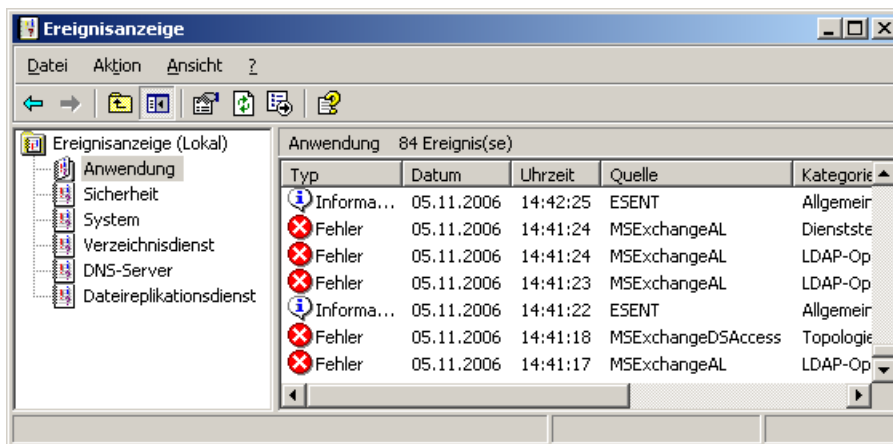 Ereignisanzeige
Datei Aktion Ansicht ?
Ereignisanzeige (Lokal)
Anwendung
Sicherheit
System
Verzeichnisdienst
DNS-Server
Dateireplikationsdienst
Anwendung 84 Ereignis(se)
Typ Datum Uhrzeit Quelle Kategorie
Informa... 05.11.2006 14:42:25 ESENT Allgemein
Fehler 05.11.2006 14:41:24 MSExchangeAL Dienstste
Fehler 05.11.2006 14:41:24 MSExchangeAL LDAP-Op
Fehler 05.11.2006 14:41:23 MSExchangeAL LDAP-Op
Informa... 05.11.2006 14:41:22 ESENT Allgemein
Fehler 05.11.2006 14:41:18 MSExchangeDSAccess Topologie
Fehler 05.11.2006 14:41:17 MSExchangeAL LDAP-Op